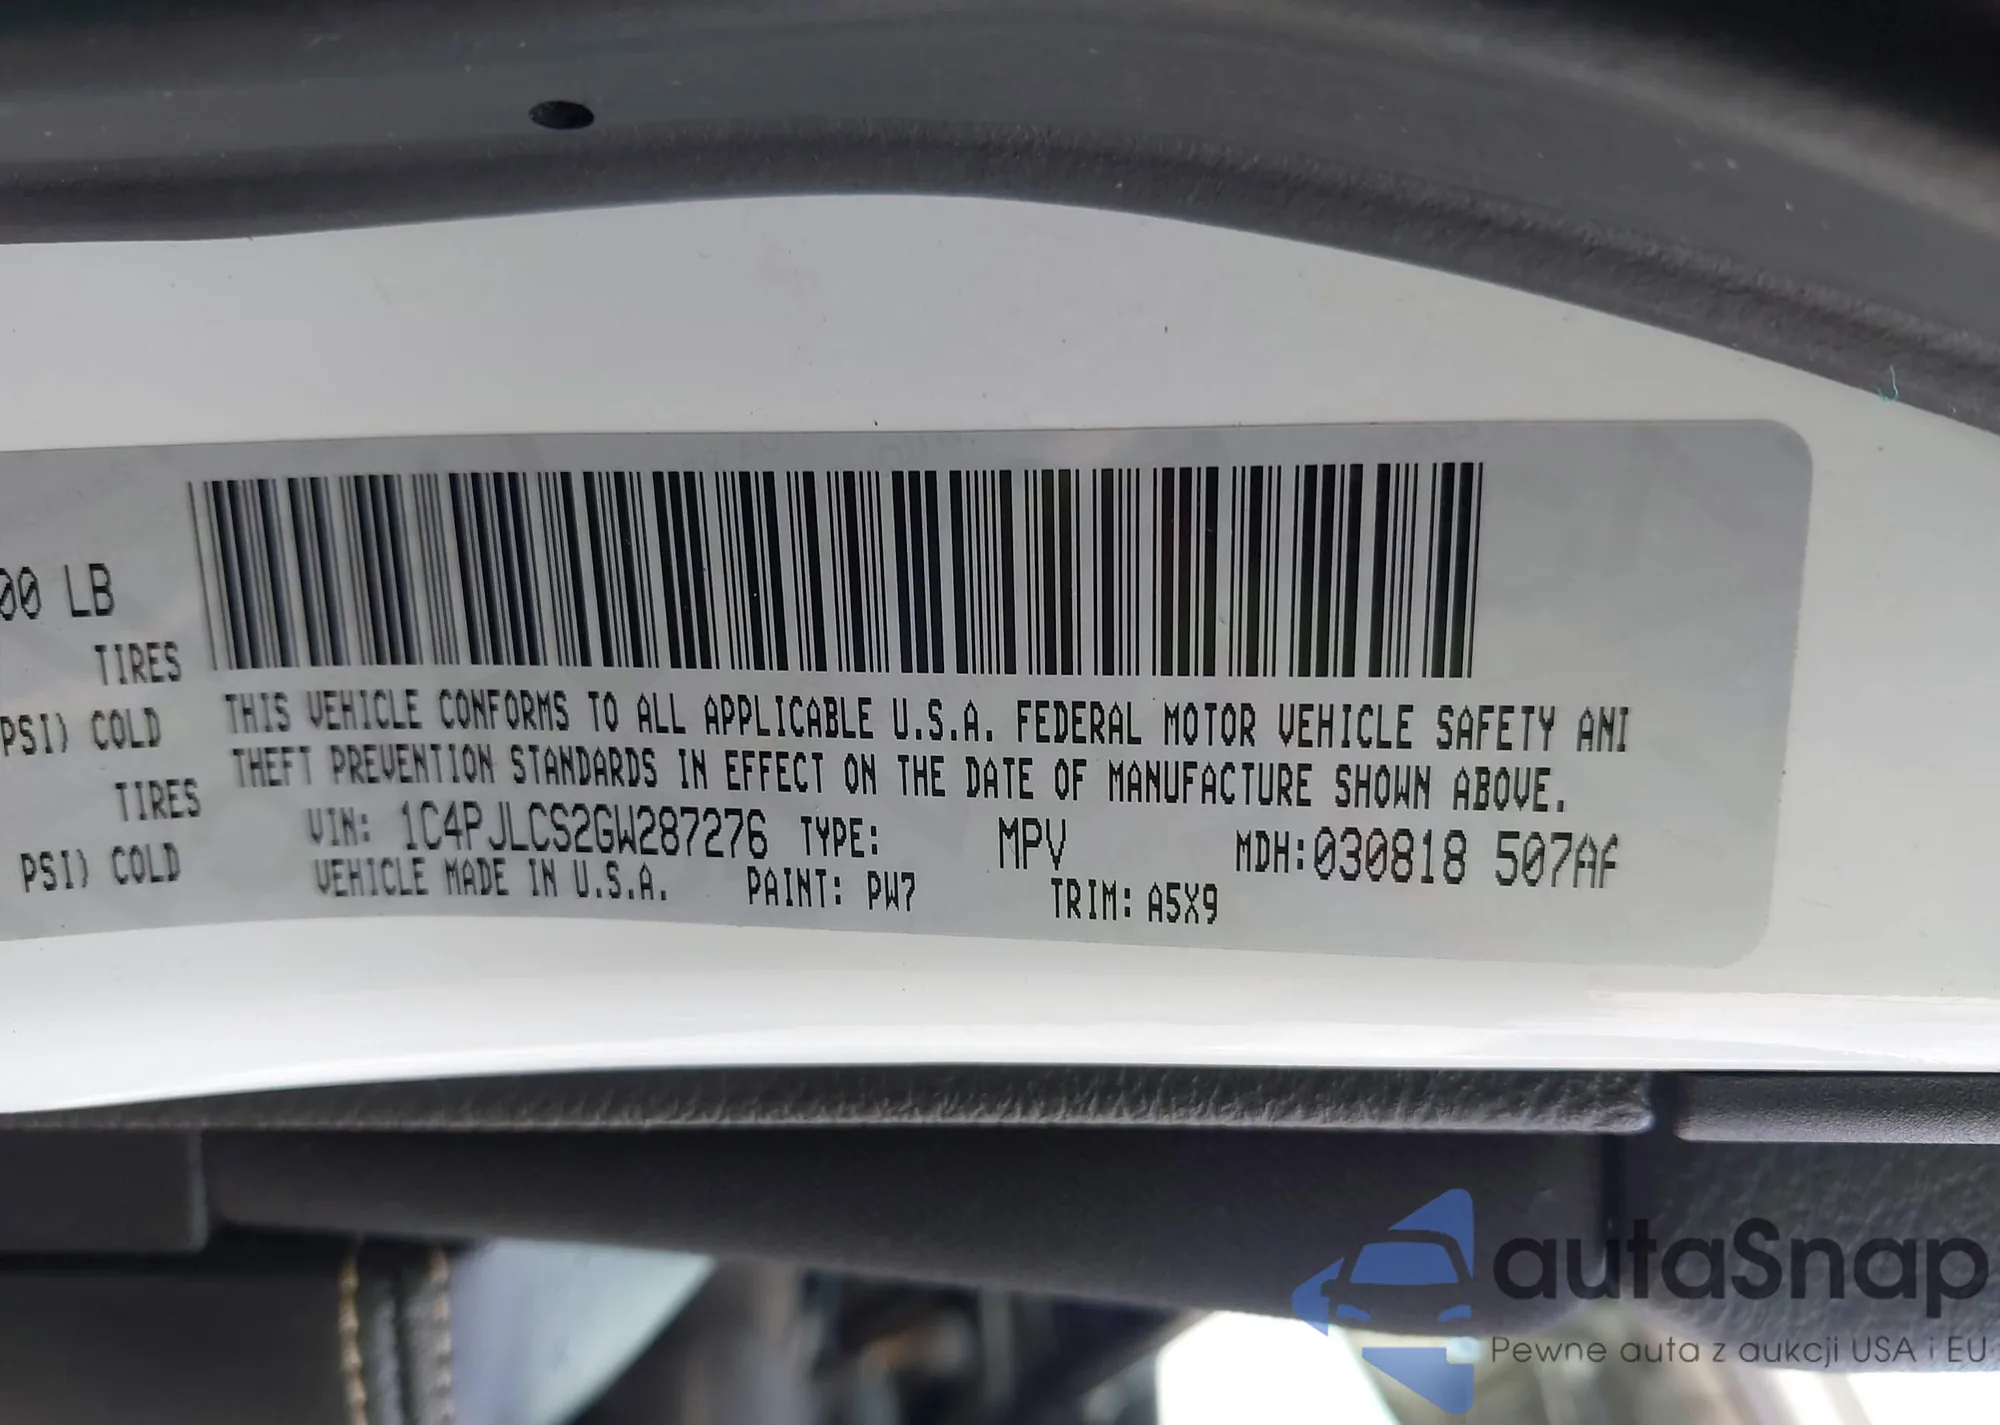 00 LB
TIRES
PSI) COLD
TIRES
PSI) COLD
THIS VEHICLE CONFORMS TO ALL APPLICABLE U.S.A. FEDERAL MOTOR VEHICLE SAFETY ANI
THEFT PREVENTION STANDARDS IN EFFECT ON THE DATE OF MANUFACTURE SHOWN ABOVE.
VIN: 1C4PJLCS2GW287276 TYPE: MPV MDH:030818 507AF
VEHICLE MADE IN U.S.A. PAINT: PW7 TRIM: A5X9
autaSnap
Pewne auta z aukcji USA i EU